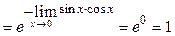 = e^{-\lim_{x→0} sin x·cos x} = e^0 = 1